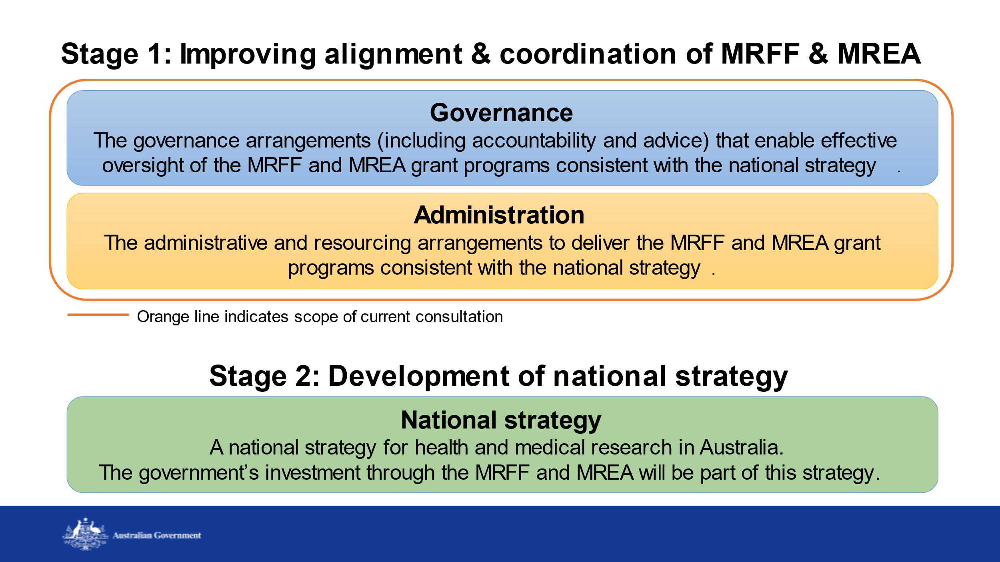 Stage 1: Improving alignment & coordination of MRFF & MREA
Governance
The governance arrangements (including accountability and advice) that enable effective
oversight of the MRFF and MREA grant programs consistent with the national strategy .
Administration
The administrative and resourcing arrangements to deliver the MRFF and MREA grant
programs consistent with the national strategy .
Orange line indicates scope of current consultation
Stage 2: Development of national strategy
National strategy
A national strategy for health and medical research in Australia.
The government’s investment through the MRFF and MREA will be part of this strategy.
Australian Government